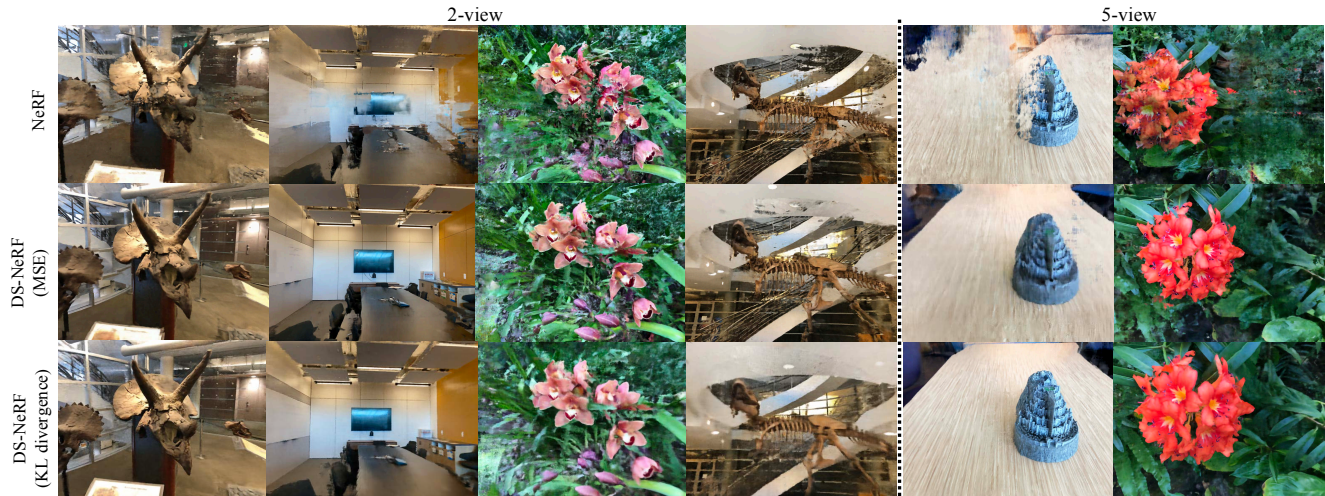 2-view
5-view
NeRF
DS-NeRF
(MSE)
DS-NeRF
(KL divergence)